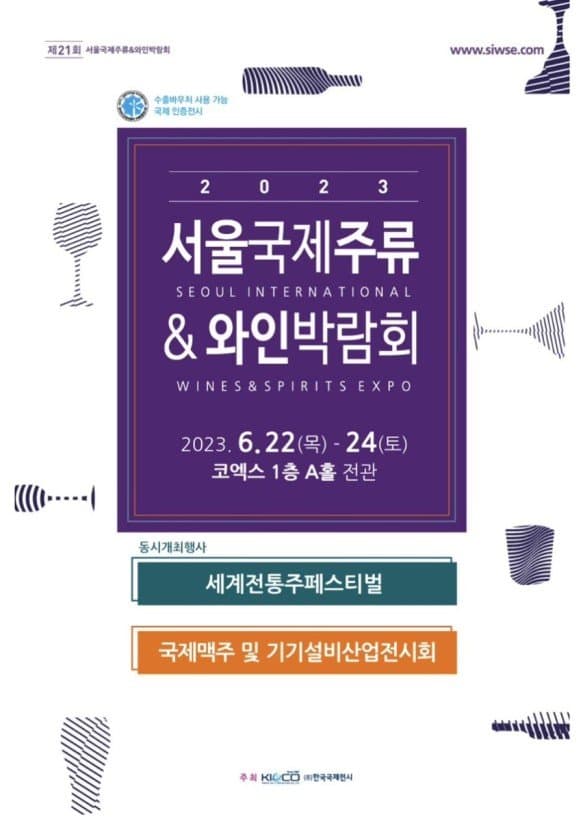 제21회 서울국제주류&와인박람회
www.siwse.com
수출바우처 사용 가능
국제 인증전시
2023
서울국제주류
SEOUL INTERNATIONAL
& 와인박람회
WINES&SPIRITS EXPO
2023. 6.22(목) - 24(토)
코엑스 1층 A홀 전관
동시개최행사
세계전통주페스티벌
국제맥주 및 기기설비산업전시회
주최 KIECO (주)한국국제전시